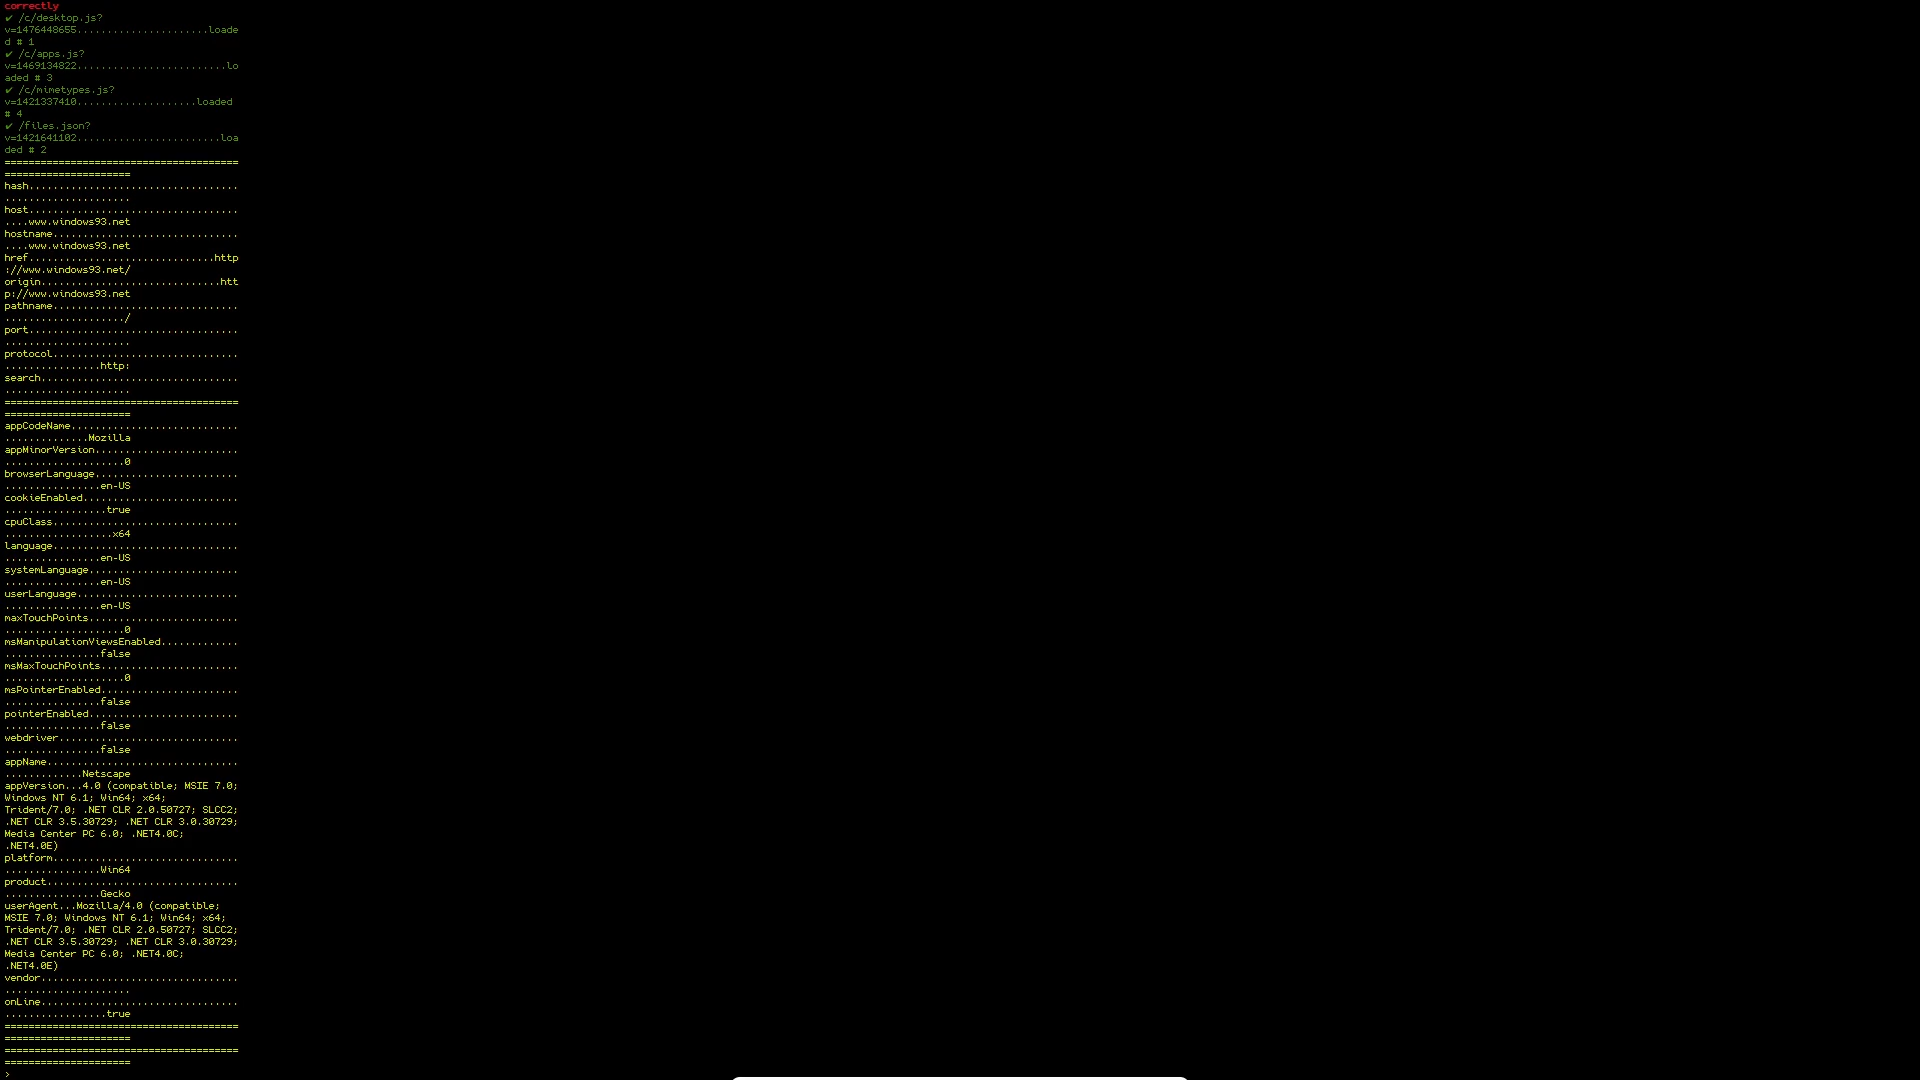 correctly
✔ /c/desktop.js?
v=1476448655......................loade
d # 1
✔ /c/apps.js?
v=1469134822.........................lo
aded # 3
✔ /c/mimetypes.js?
v=1421337410....................loaded
# 4
✔ /files.json?
v=1421641102........................loa
ded # 2
=======================================
=====================
hash...................................
.....................
host...................................
....www.windows93.net
hostname...............................
....www.windows93.net
href...............................http
://www.windows93.net/
origin..............................htt
p://www.windows93.net
pathname...............................
..................../
port...................................
.....................
protocol...............................
................http:
search.................................
.....................
=======================================
=====================
appCodeName............................
..............Mozilla
appMinorVersion........................
....................0
browserLanguage........................
................en-US
cookieEnabled..........................
.................true
cpuClass...............................
..................x64
language...............................
................en-US
systemLanguage.........................
................en-US
userLanguage...........................
................en-US
maxTouchPoints.........................
....................0
msManipulationViewsEnabled.............
................false
msMaxTouchPoints.......................
....................0
msPointerEnabled.......................
................false
pointerEnabled.........................
................false
webdriver..............................
................false
appName................................
.............Netscape
appVersion...4.0 (compatible; MSIE 7.0;
Windows NT 6.1; Win64; x64;
Trident/7.0; .NET CLR 2.0.50727; SLCC2;
.NET CLR 3.5.30729; .NET CLR 3.0.30729;
Media Center PC 6.0; .NET4.0C;
.NET4.0E)
platform...............................
................Win64
product................................
................Gecko
userAgent...Mozilla/4.0 (compatible;
MSIE 7.0; Windows NT 6.1; Win64; x64;
Trident/7.0; .NET CLR 2.0.50727; SLCC2;
.NET CLR 3.5.30729; .NET CLR 3.0.30729;
Media Center PC 6.0; .NET4.0C;
.NET4.0E)
vendor.................................
.....................
onLine.................................
.................true
=======================================
=====================
=======================================
=====================
>